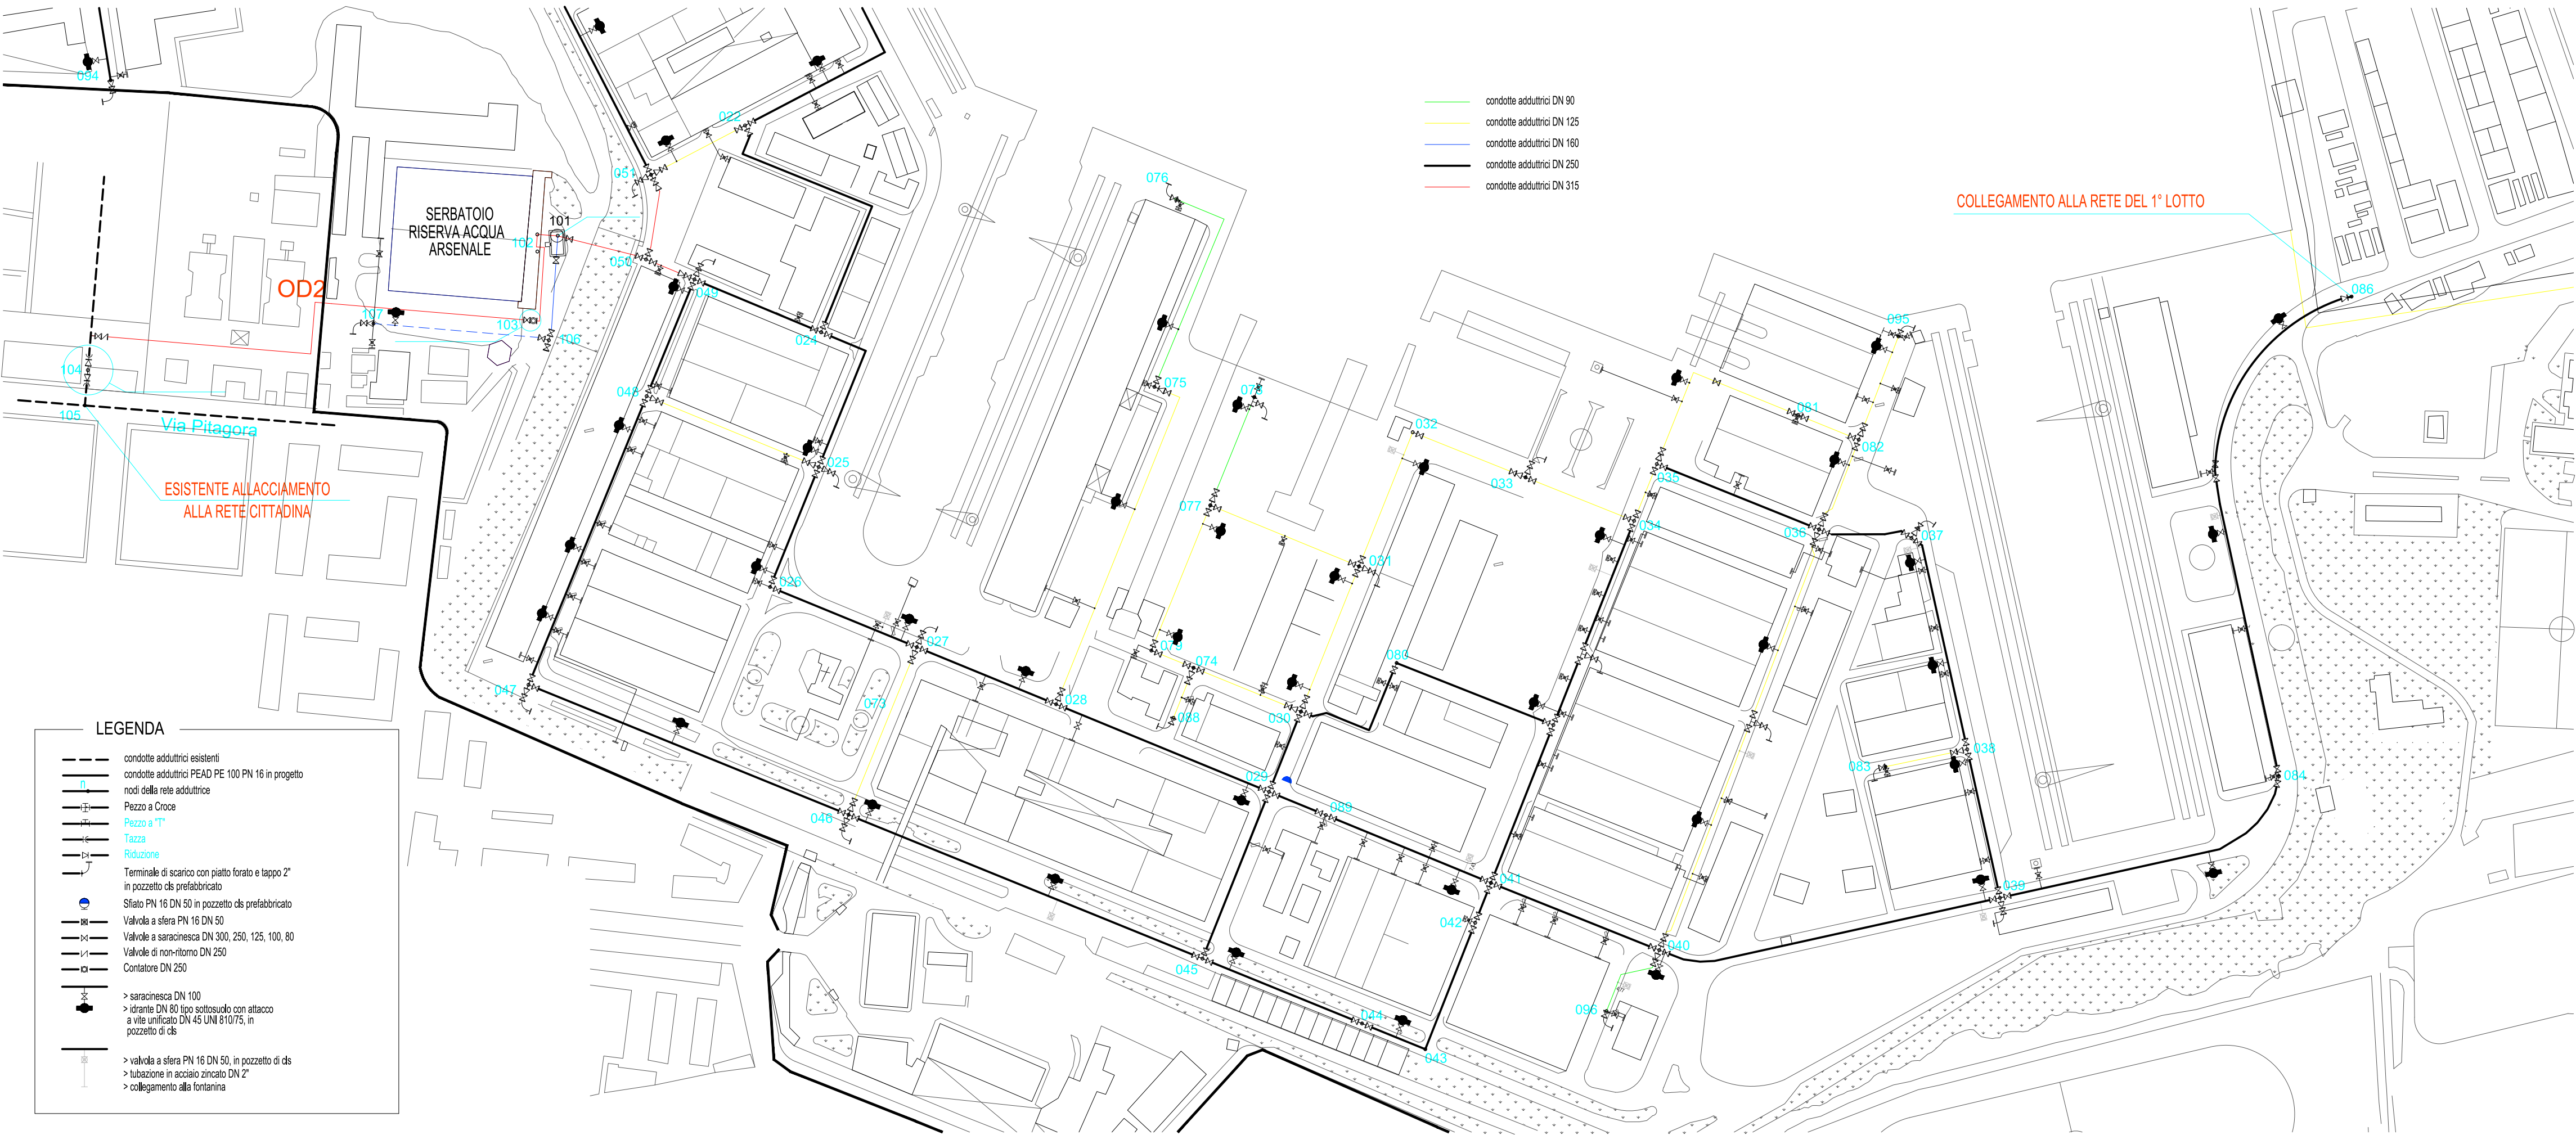 094
022
051
076
condotte adduttrici DN 90
condotte adduttrici DN 125
condotte adduttrici DN 160
condotte adduttrici DN 250
condotte adduttrici DN 315
COLLEGAMENTO ALLA RETE DEL 1° LOTTO
SERBATOIO
RISERVA ACQUA
ARSENALE
101
102
050
049
OD2
107
103
106
024
086
095
104
105
Via Pitagora
048
075
081
082
032
025
033
035
ESISTENTE ALLACCIAMENTO
ALLA RETE CITTADINA
077
034
036
037
031
026
027
079
074
080
047
028
073
088
030
038
083
084
029
089
046
041
042
039
040
045
044
043
096
LEGENDA
condotte adduttrici esistenti
condotte adduttrici PEAD PE 100 PN 16 in progetto
n
nodi della rete adduttrice
Pezzo a Croce
Pezzo a "T"
Tazza
Riduzione
Terminale di scarico con piatto forato e tappo 2"
in pozzetto cls prefabbricato
Sfiato PN 16 DN 50 in pozzetto cls prefabbricato
Valvola a sfera PN 16 DN 50
Valvole a saracinesca DN 300, 250, 125, 100, 80
Valvole di non-ritorno DN 250
Contatore DN 250
> saracinesca DN 100
> idrante DN 80 tipo sottosuolo con attacco
a vite unificato DN 45 UNI 810/75, in
pozzetto di cls
> valvola a sfera PN 16 DN 50, in pozzetto di cls
> tubazione in acciaio zincato DN 2"
> collegamento alla fontanina